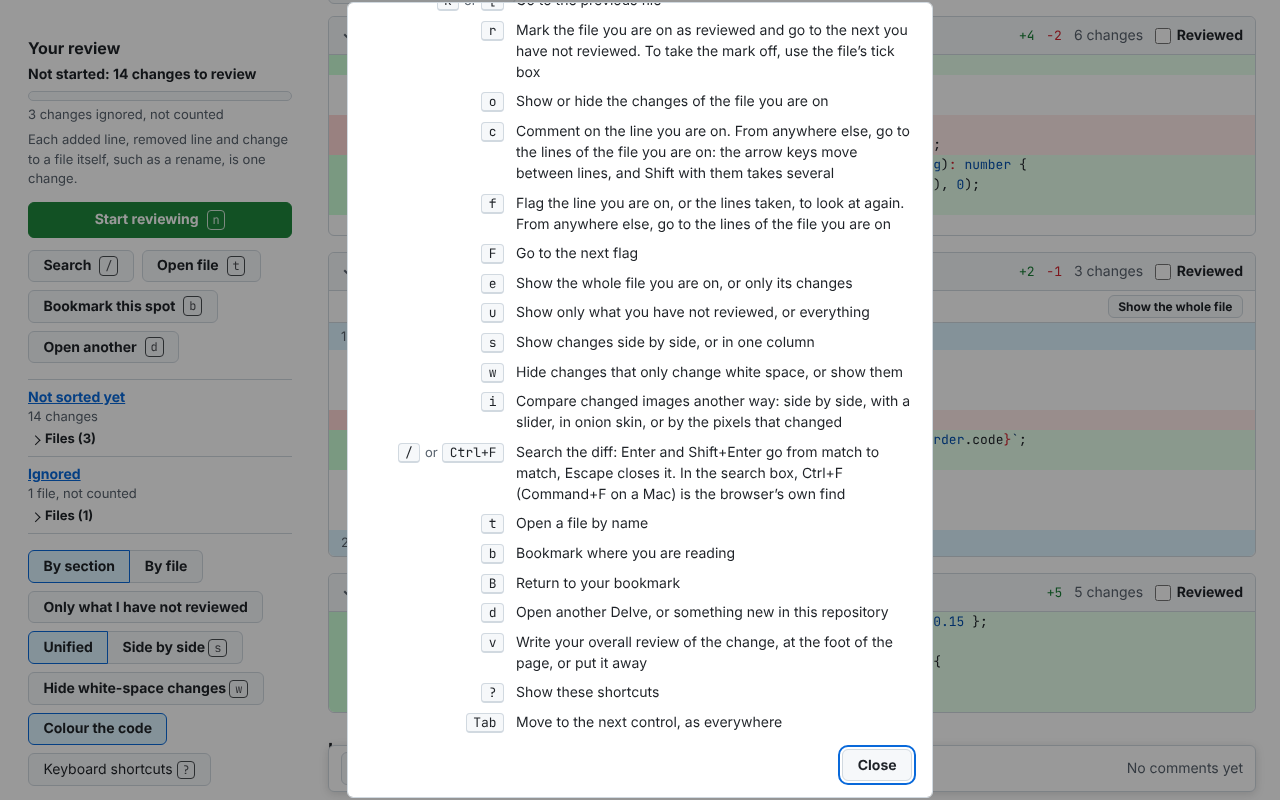 Your review
Not started: 14 changes to review
3 changes ignored, not counted
Each added line, removed line and change
to a file itself, such as a rename, is one
change.
Start reviewing n
Search / Open file t
Bookmark this spot b
Open another d
Not sorted yet
14 changes
Files (3)
Ignored
1 file, not counted
Files (1)
By section By file
Only what I have not reviewed
Unified Side by side s
Hide white-space changes w
Colour the code
Keyboard shortcuts ?
r Mark the file you are on as reviewed and go to the next you
have not reviewed. To take the mark off, use the file’s tick
box
o Show or hide the changes of the file you are on
c Comment on the line you are on. From anywhere else, go to
the lines of the file you are on: the arrow keys move
between lines, and Shift with them takes several
f Flag the line you are on, or the lines taken, to look at again.
From anywhere else, go to the lines of the file you are on
F Go to the next flag
e Show the whole file you are on, or only its changes
u Show only what you have not reviewed, or everything
s Show changes side by side, or in one column
w Hide changes that only change white space, or show them
i Compare changed images another way: side by side, with a
slider, in onion skin, or by the pixels that changed
/ or Ctrl+F Search the diff: Enter and Shift+Enter go from match to
match, Escape closes it. In the search box, Ctrl+F
(Command+F on a Mac) is the browser’s own find
t Open a file by name
b Bookmark where you are reading
B Return to your bookmark
d Open another Delve, or something new in this repository
v Write your overall review of the change, at the foot of the
page, or put it away
? Show these shortcuts
Tab Move to the next control, as everywhere
Close
+4 -2 6 changes Reviewed
;
g): number {
), 0);
+2 -1 3 changes Reviewed
Show the whole file
1
rder.code}`;
2
+5 5 changes Reviewed
0.15 };
{
No comments yet